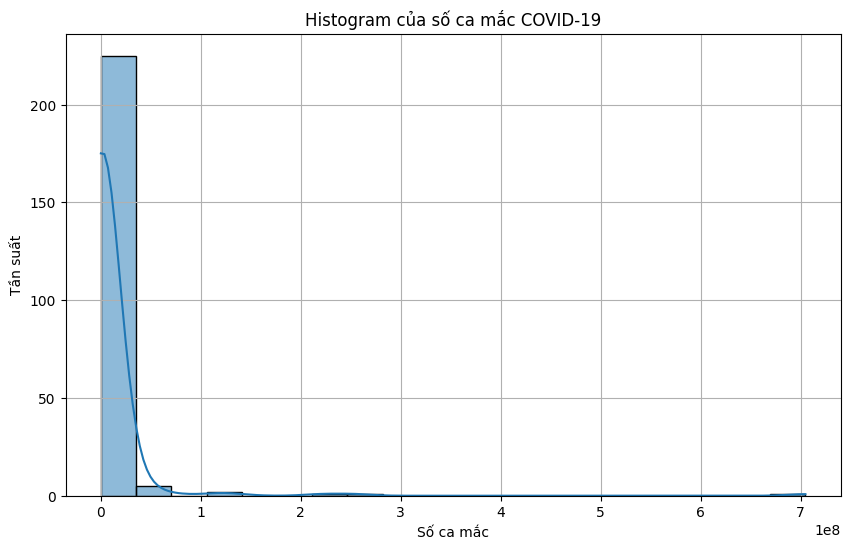 Histogram của số ca mắc COVID-19
Tần suất
200
150
100
50
0
0 1 2 3 4 5 6 7
1e8
Số ca mắc